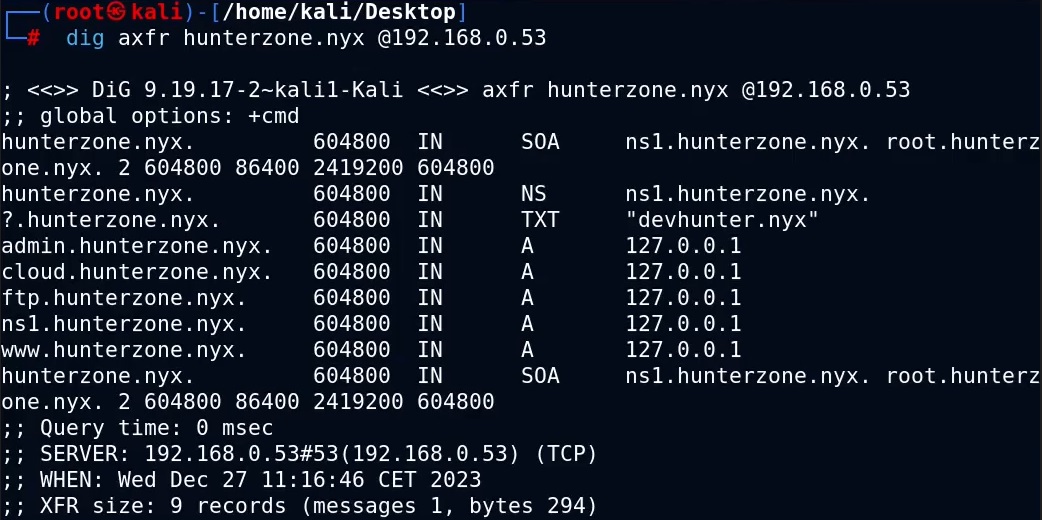 (root㉿kali)-[/home/kali/Desktop]
# dig axfr hunterzone.nyx @192.168.0.53
; <<>> DiG 9.19.17-2~kali1-Kali <<>> axfr hunterzone.nyx @192.168.0.53
;; global options: +cmd
hunterzone.nyx. 604800 IN SOA ns1.hunterzone.nyx. root.hunterz
one.nyx. 2 604800 86400 2419200 604800
hunterzone.nyx. 604800 IN NS ns1.hunterzone.nyx.
?.hunterzone.nyx. 604800 IN TXT "devhunter.nyx"
admin.hunterzone.nyx. 604800 IN A 127.0.0.1
cloud.hunterzone.nyx. 604800 IN A 127.0.0.1
ftp.hunterzone.nyx. 604800 IN A 127.0.0.1
ns1.hunterzone.nyx. 604800 IN A 127.0.0.1
www.hunterzone.nyx. 604800 IN A 127.0.0.1
hunterzone.nyx. 604800 IN SOA ns1.hunterzone.nyx. root.hunterz
one.nyx. 2 604800 86400 2419200 604800
;; Query time: 0 msec
;; SERVER: 192.168.0.53#53(192.168.0.53) (TCP)
;; WHEN: Wed Dec 27 11:16:46 CET 2023
;; XFR size: 9 records (messages 1, bytes 294)